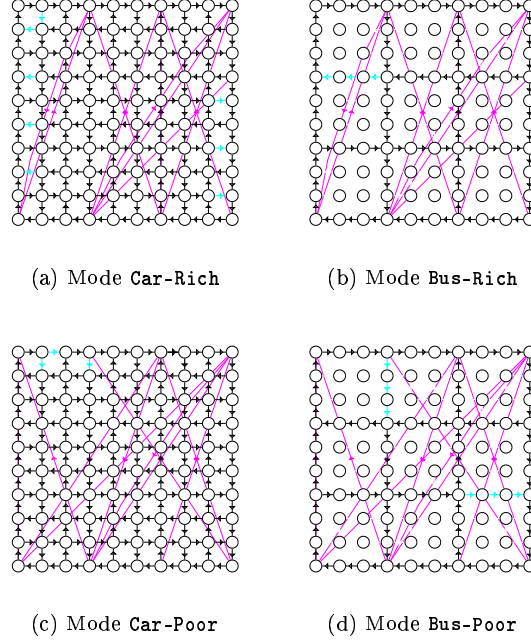 (a) Mode Car-Rich
(b) Mode Bus-Rich
(c) Mode Car-Poor
(d) Mode Bus-Poor